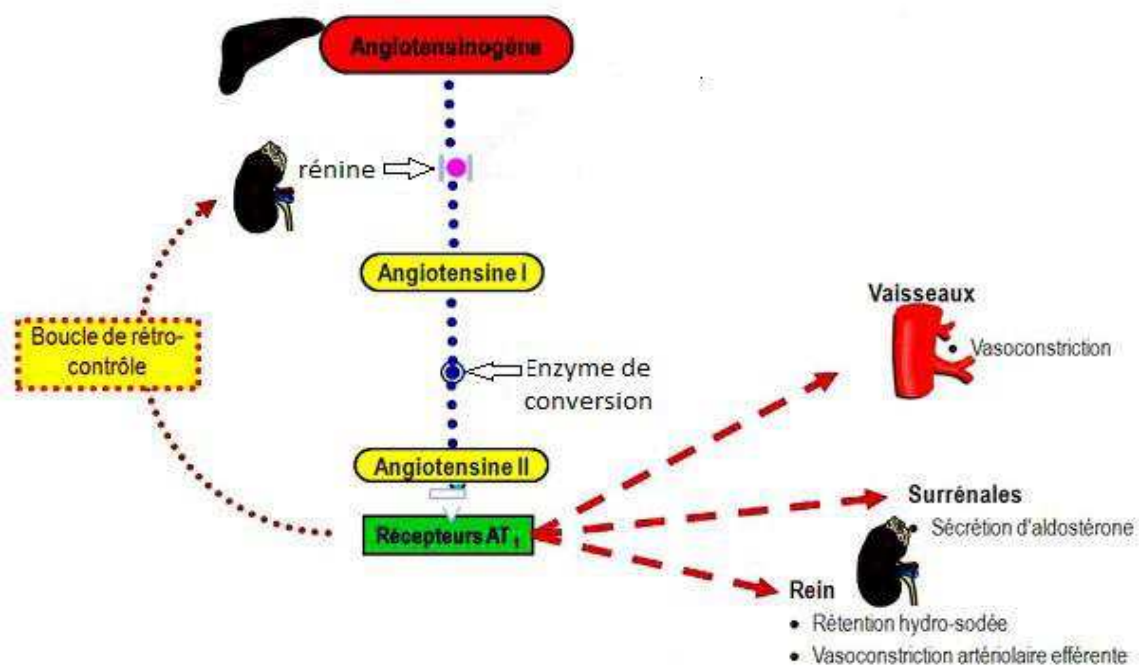 Angiotensinogène
rénine
Angiotensine I
Boucle de rétro-
contrôle
Enzyme de
conversion
Angiotensine II
Récepteurs AT1
Vaisseaux
• Vasoconstriction
Surrénales
• Sécrétion d'aldostérone
Rein
• Rétention hydro-sodée
• Vasoconstriction artériolaire efférente